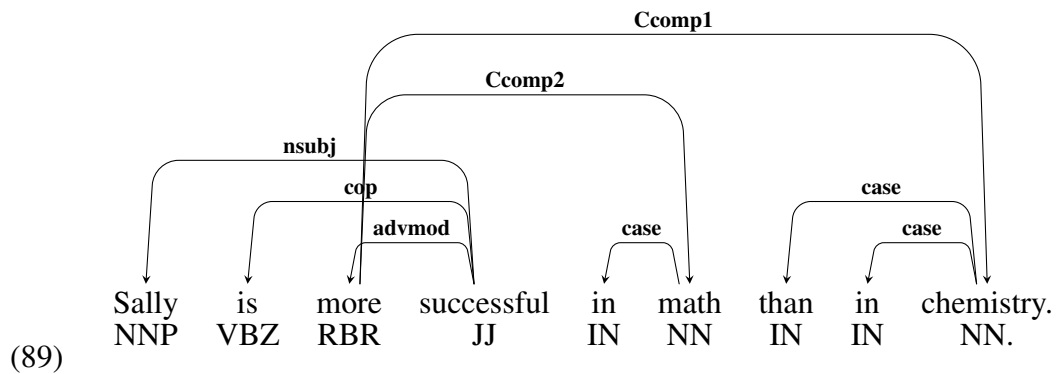 Ccomp1
Ccomp2
nsubj
cop case
advmod case case
Sally is more successful in math than in chemistry.
NNP VBZ RBR JJ IN NN IN IN NN.
(89)